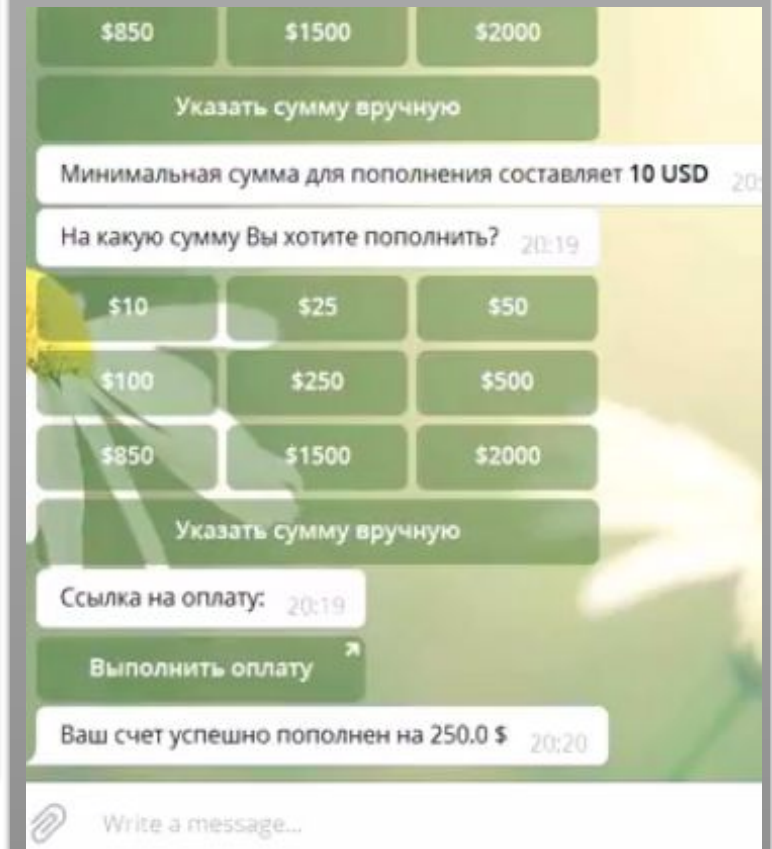 $850 $1500 $2000
Указать сумму вручную
Минимальная сумма для пополнения составляет 10 USD 20:
На какую сумму Вы хотите пополнить? 20:19
$10 $25 $50
$100 $250 $500
$850 $1500 $2000
Указать сумму вручную
Ссылка на оплату: 20:19
Выполнить оплату
Ваш счет успешно пополнен на 250.0 $ 20:20
Write a message...